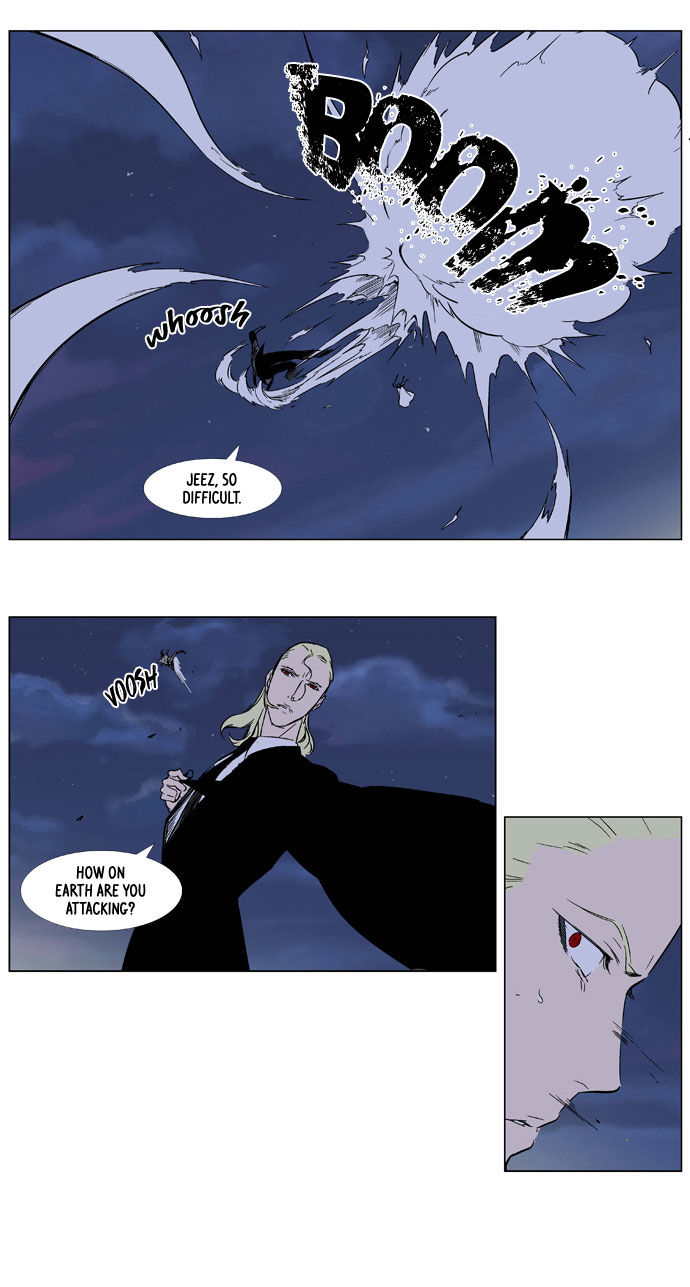 BOOM
whoosh
JEEZ, SO
DIFFICULT.
VOOSH
HOW ON
EARTH ARE YOU
ATTACKING?